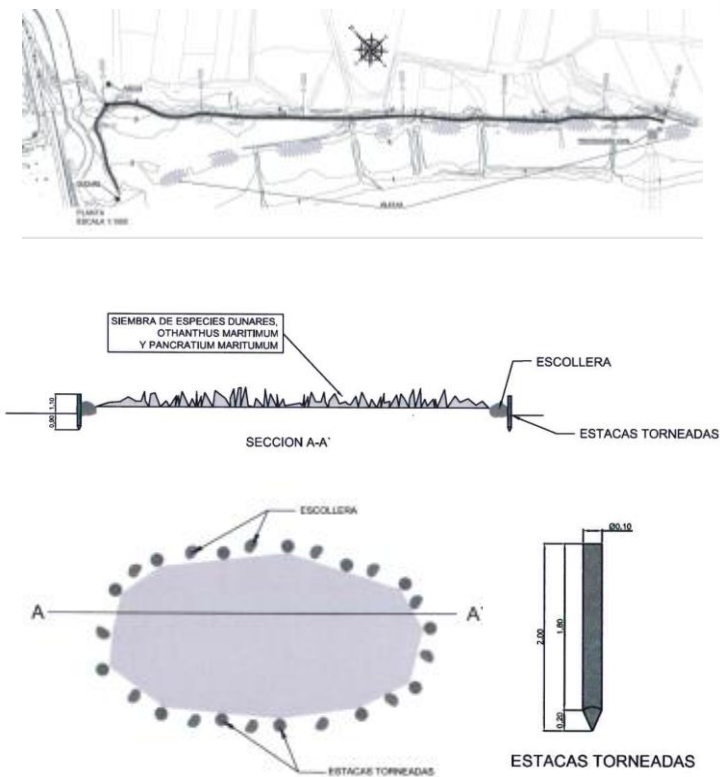 PLANTA
SIEMBRA DE ESPECIES DUNARES,
OTHANTHUS MARITIMUM
Y PANCRATIUM MARITUMUM
ESCOLLERA
1,10
0,90
ESTACAS TORNEADAS
SECCION A-A`
ESCOLLERA
A
A`
ESTACAS TORNEADAS
Ø0,10
2,00
1,80
0,20
ESTACAS TORNEADAS